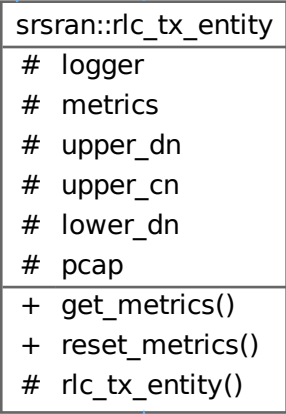 srsran::rlc_tx_entity
# logger
# metrics
# upper_dn
# upper_cn
# lower_dn
# pcap
+ get_metrics()
+ reset_metrics()
# rlc_tx_entity()